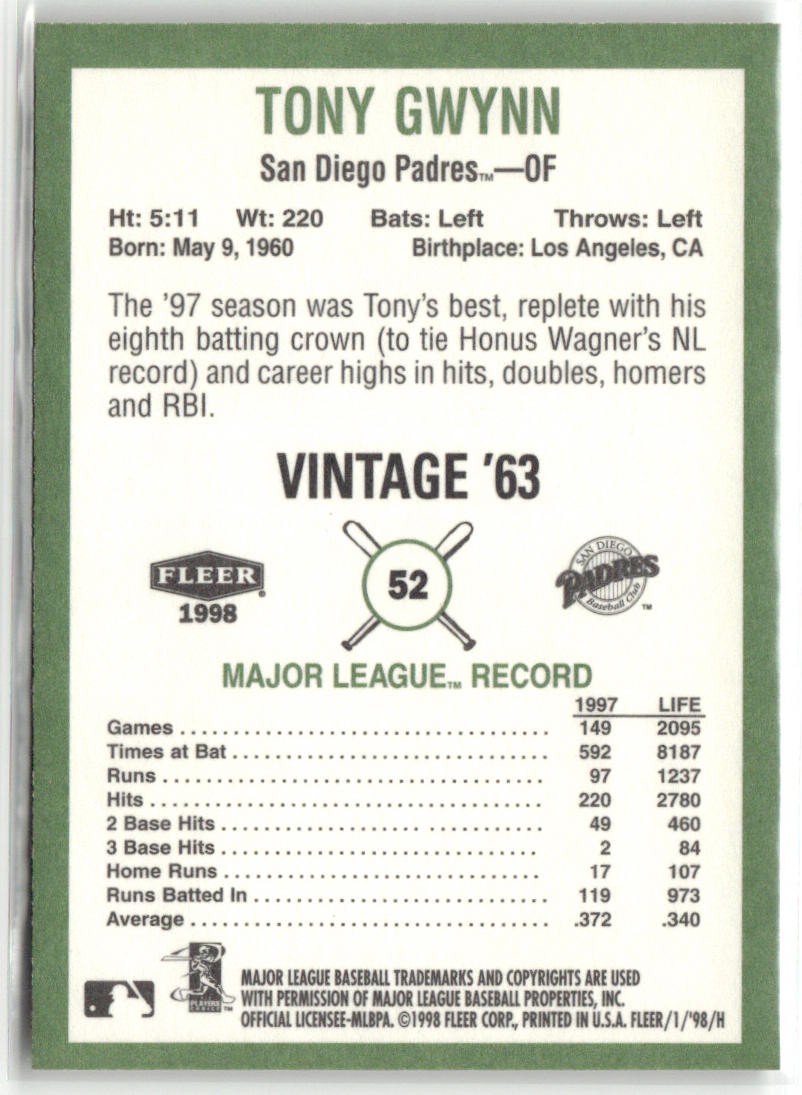 TONY GWYNN
San Diego Padres™—OF
Ht: 5:11 Wt: 220 Bats: Left Throws: Left
Born: May 9, 1960 Birthplace: Los Angeles, CA
The '97 season was Tony's best, replete with his
eighth batting crown (to tie Honus Wagner's NL
record) and career highs in hits, doubles, homers
and RBI.
VINTAGE '63
FLEER®
1998
52
SAN DIEGO
PADRES
Baseball Club™
MAJOR LEAGUE™ RECORD
1997 LIFE
Games 149 2095
Times at Bat 592 8187
Runs 97 1237
Hits 220 2780
2 Base Hits 49 460
3 Base Hits 2 84
Home Runs 17 107
Runs Batted In 119 973
Average .372 .340
PLAYERS
CHOICE™
MAJOR LEAGUE BASEBALL TRADEMARKS AND COPYRIGHTS ARE USED
WITH PERMISSION OF MAJOR LEAGUE BASEBALL PROPERTIES, INC.
OFFICIAL LICENSEE-MLBPA. ©1998 FLEER CORP., PRINTED IN U.S.A. FLEER/1/'98/H